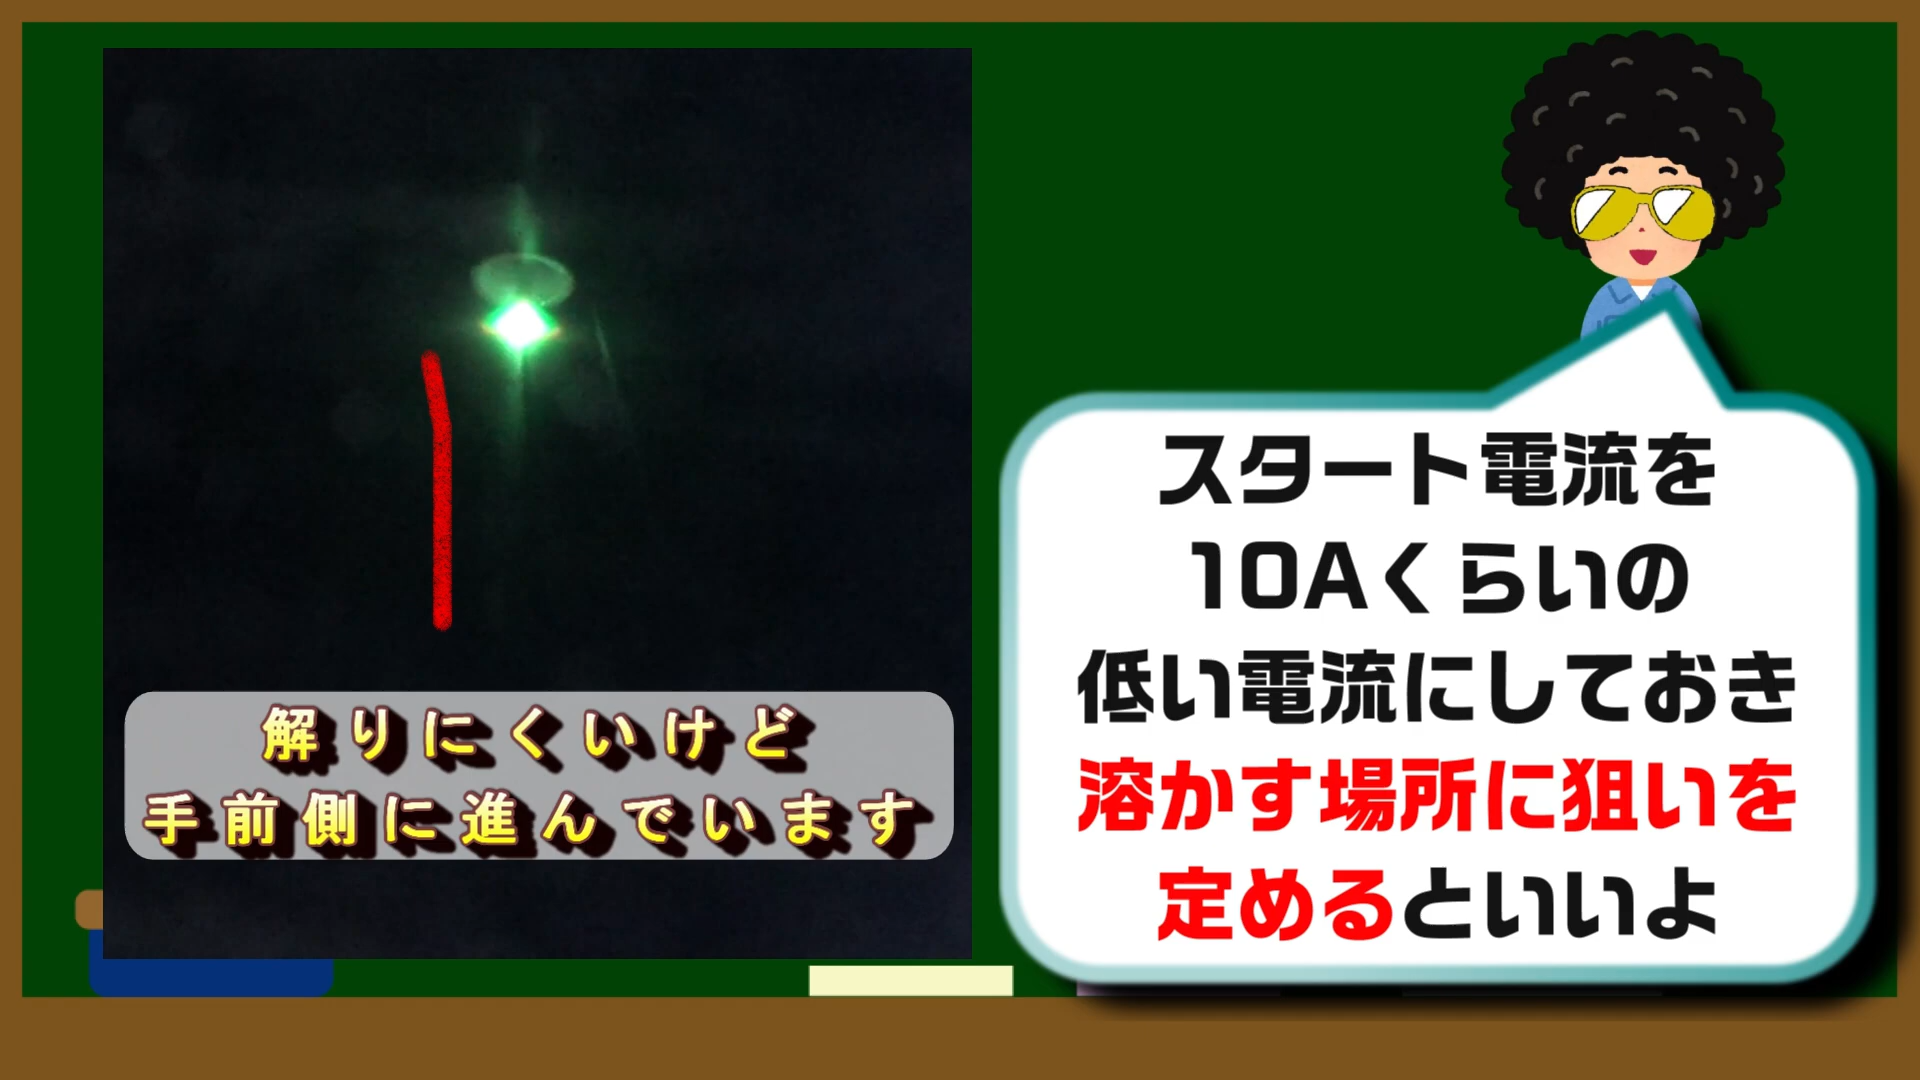 解りにくいけど
手前側に進んでいます
スタート電流を
10Aくらいの
低い電流にしておき
溶かす場所に狙いを
定めるといいよ